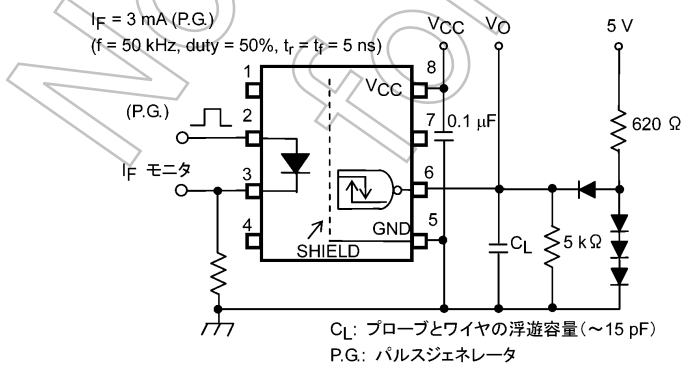 IF = 3 mA (P.G.)
(f = 50 kHz, duty = 50%, tr = tf = 5 ns)
VCC VO 5 V
1 8
VCC
(P.G.) 2 7 0.1 μF 620 Ω
IF モニタ 3 6
4 GND 5 CL 5 kΩ
SHIELD
CL: プローブとワイヤの浮遊容量(～15 pF)
P.G.: パルスジェネレータ